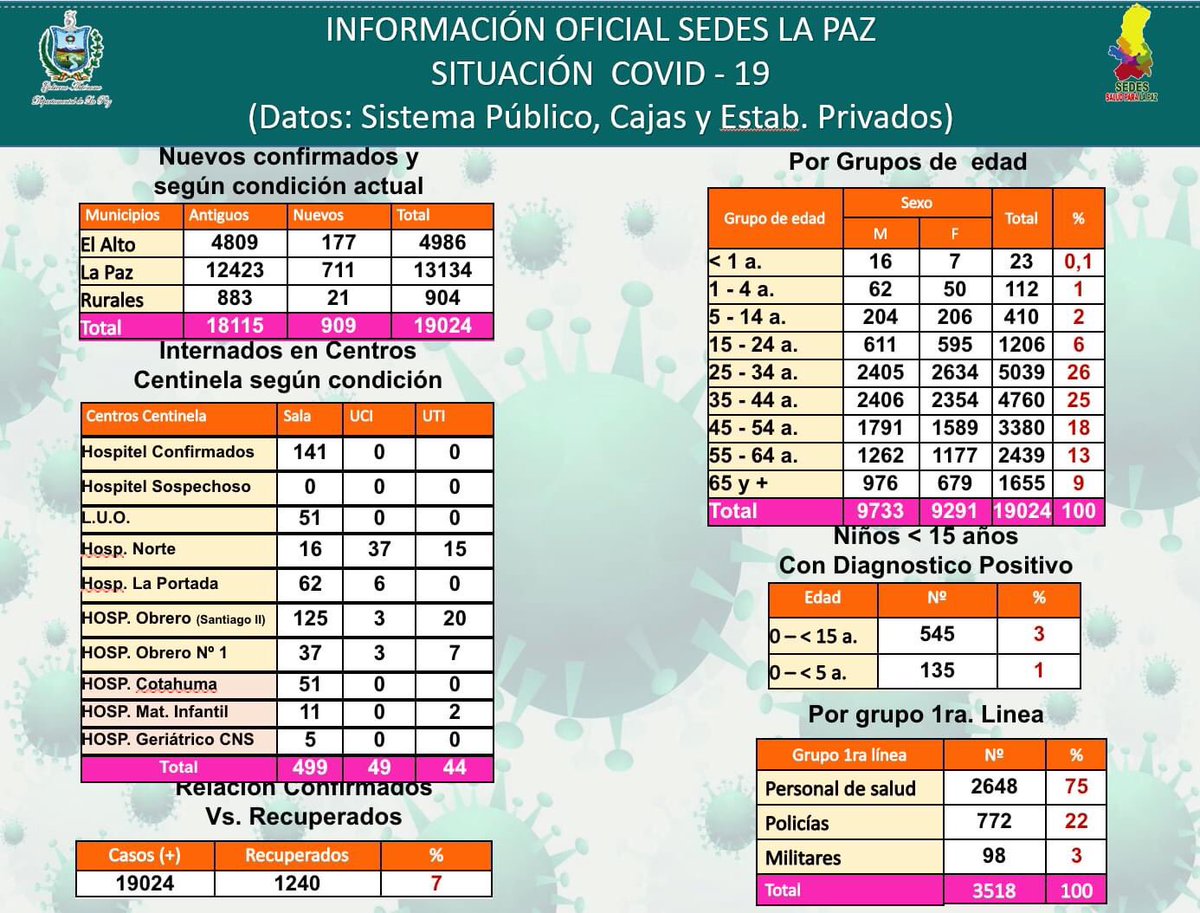 INFORMACIÓN OFICIAL SEDES LA PAZ
SITUACIÓN COVID - 19
(Datos: Sistema Público, Cajas y Estab. Privados)
Gobierno Autónomo
Departamental de La Paz
SEDES
SALUD PARA LA PAZ
Nuevos confirmados y
según condición actual
Municipios Antiguos Nuevos Total
El Alto 4809 177 4986
La Paz 12423 711 13134
Rurales 883 21 904
Total 18115 909 19024
Internados en Centros
Centinela según condición
Centros Centinela Sala UCI UTI
Hospitel Confirmados 141 0 0
Hospitel Sospechoso 0 0 0
L.U.O. 51 0 0
Hosp. Norte 16 37 15
Hosp. La Portada 62 6 0
HOSP. Obrero (Santiago II) 125 3 20
HOSP. Obrero Nº 1 37 3 7
HOSP. Cotahuma 51 0 0
HOSP. Mat. Infantil 11 0 2
HOSP. Geriátrico CNS 5 0 0
Total 499 49 44
Relación Confirmados
Vs. Recuperados
Casos (+) Recuperados %
19024 1240 7
Por Grupos de edad
Grupo de edad Sexo Total %
M F
< 1 a. 16 7 23 0,1
1 - 4 a. 62 50 112 1
5 - 14 a. 204 206 410 2
15 - 24 a. 611 595 1206 6
25 - 34 a. 2405 2634 5039 26
35 - 44 a. 2406 2354 4760 25
45 - 54 a. 1791 1589 3380 18
55 - 64 a. 1262 1177 2439 13
65 y + 976 679 1655 9
Total 9733 9291 19024 100
Niños < 15 años
Con Diagnostico Positivo
Edad Nº %
0 – < 15 a. 545 3
0 – < 5 a. 135 1
Por grupo 1ra. Linea
Grupo 1ra línea Nº %
Personal de salud 2648 75
Policías 772 22
Militares 98 3
Total 3518 100